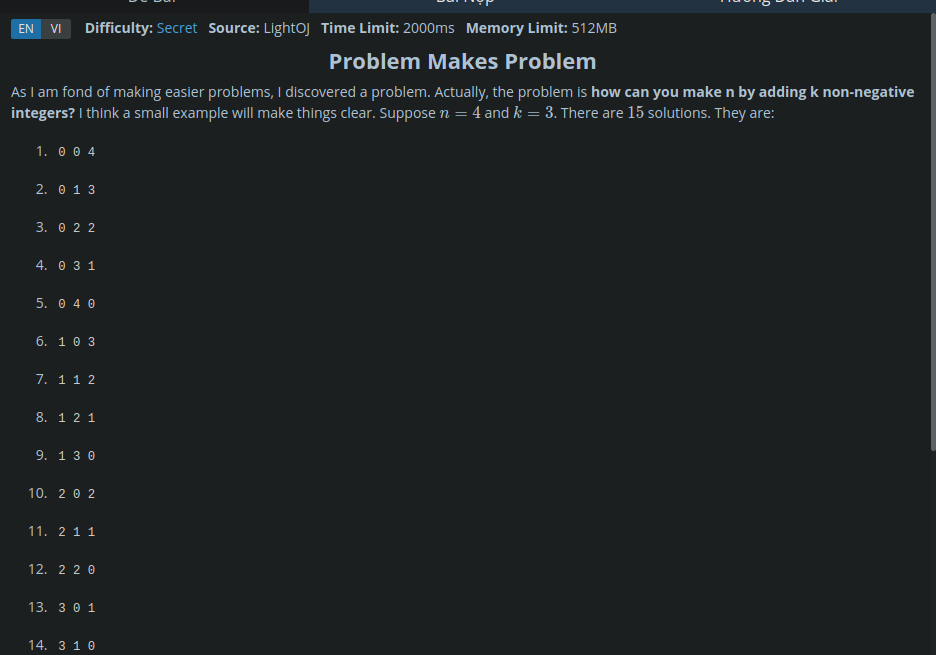 EN VI Difficulty: Secret Source: LightOJ Time Limit: 2000ms Memory Limit: 512MB
Problem Makes Problem
As I am fond of making easier problems, I discovered a problem. Actually, the problem is how can you make n by adding k non-negative
integers? I think a small example will make things clear. Suppose n = 4 and k = 3. There are 15 solutions. They are:
1. 0 0 4
2. 0 1 3
3. 0 2 2
4. 0 3 1
5. 0 4 0
6. 1 0 3
7. 1 1 2
8. 1 2 1
9. 1 3 0
10. 2 0 2
11. 2 1 1
12. 2 2 0
13. 3 0 1
14. 3 1 0